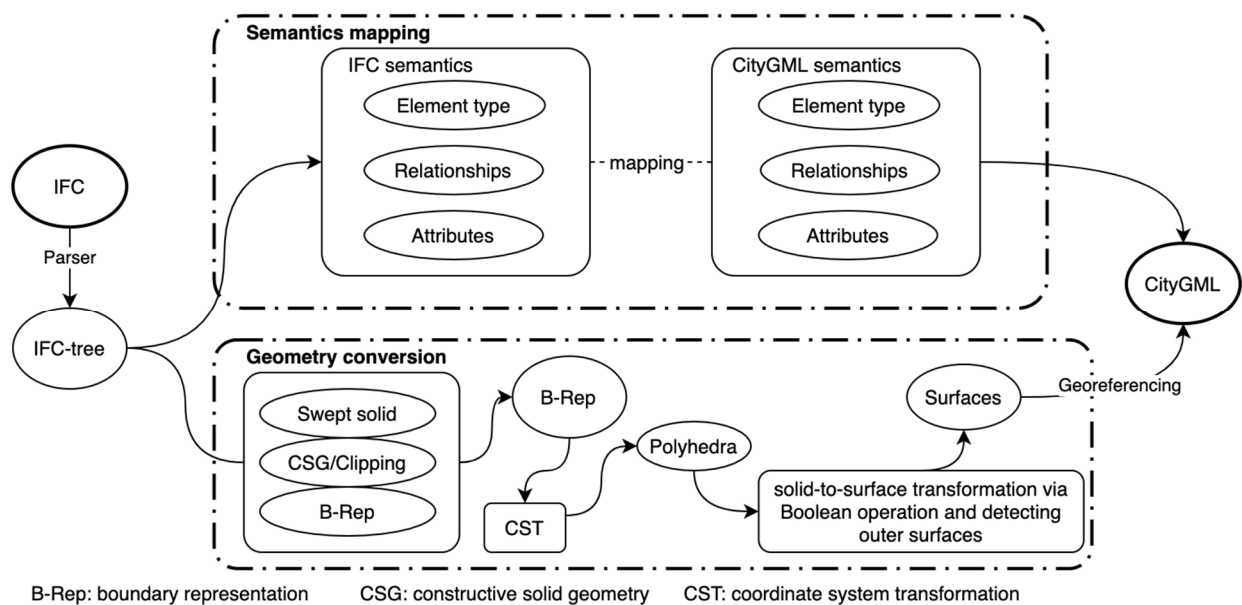 Semantics mapping
IFC semantics
Element type
Relationships
Attributes
mapping
CityGML semantics
Element type
Relationships
Attributes
IFC
Parser
IFC-tree
CityGML
Geometry conversion
Swept solid
CSG/Clipping
B-Rep
B-Rep
CST
Polyhedra
solid-to-surface transformation via
Boolean operation and detecting
outer surfaces
Surfaces
Georeferencing
B-Rep: boundary representation
CSG: constructive solid geometry
CST: coordinate system transformation